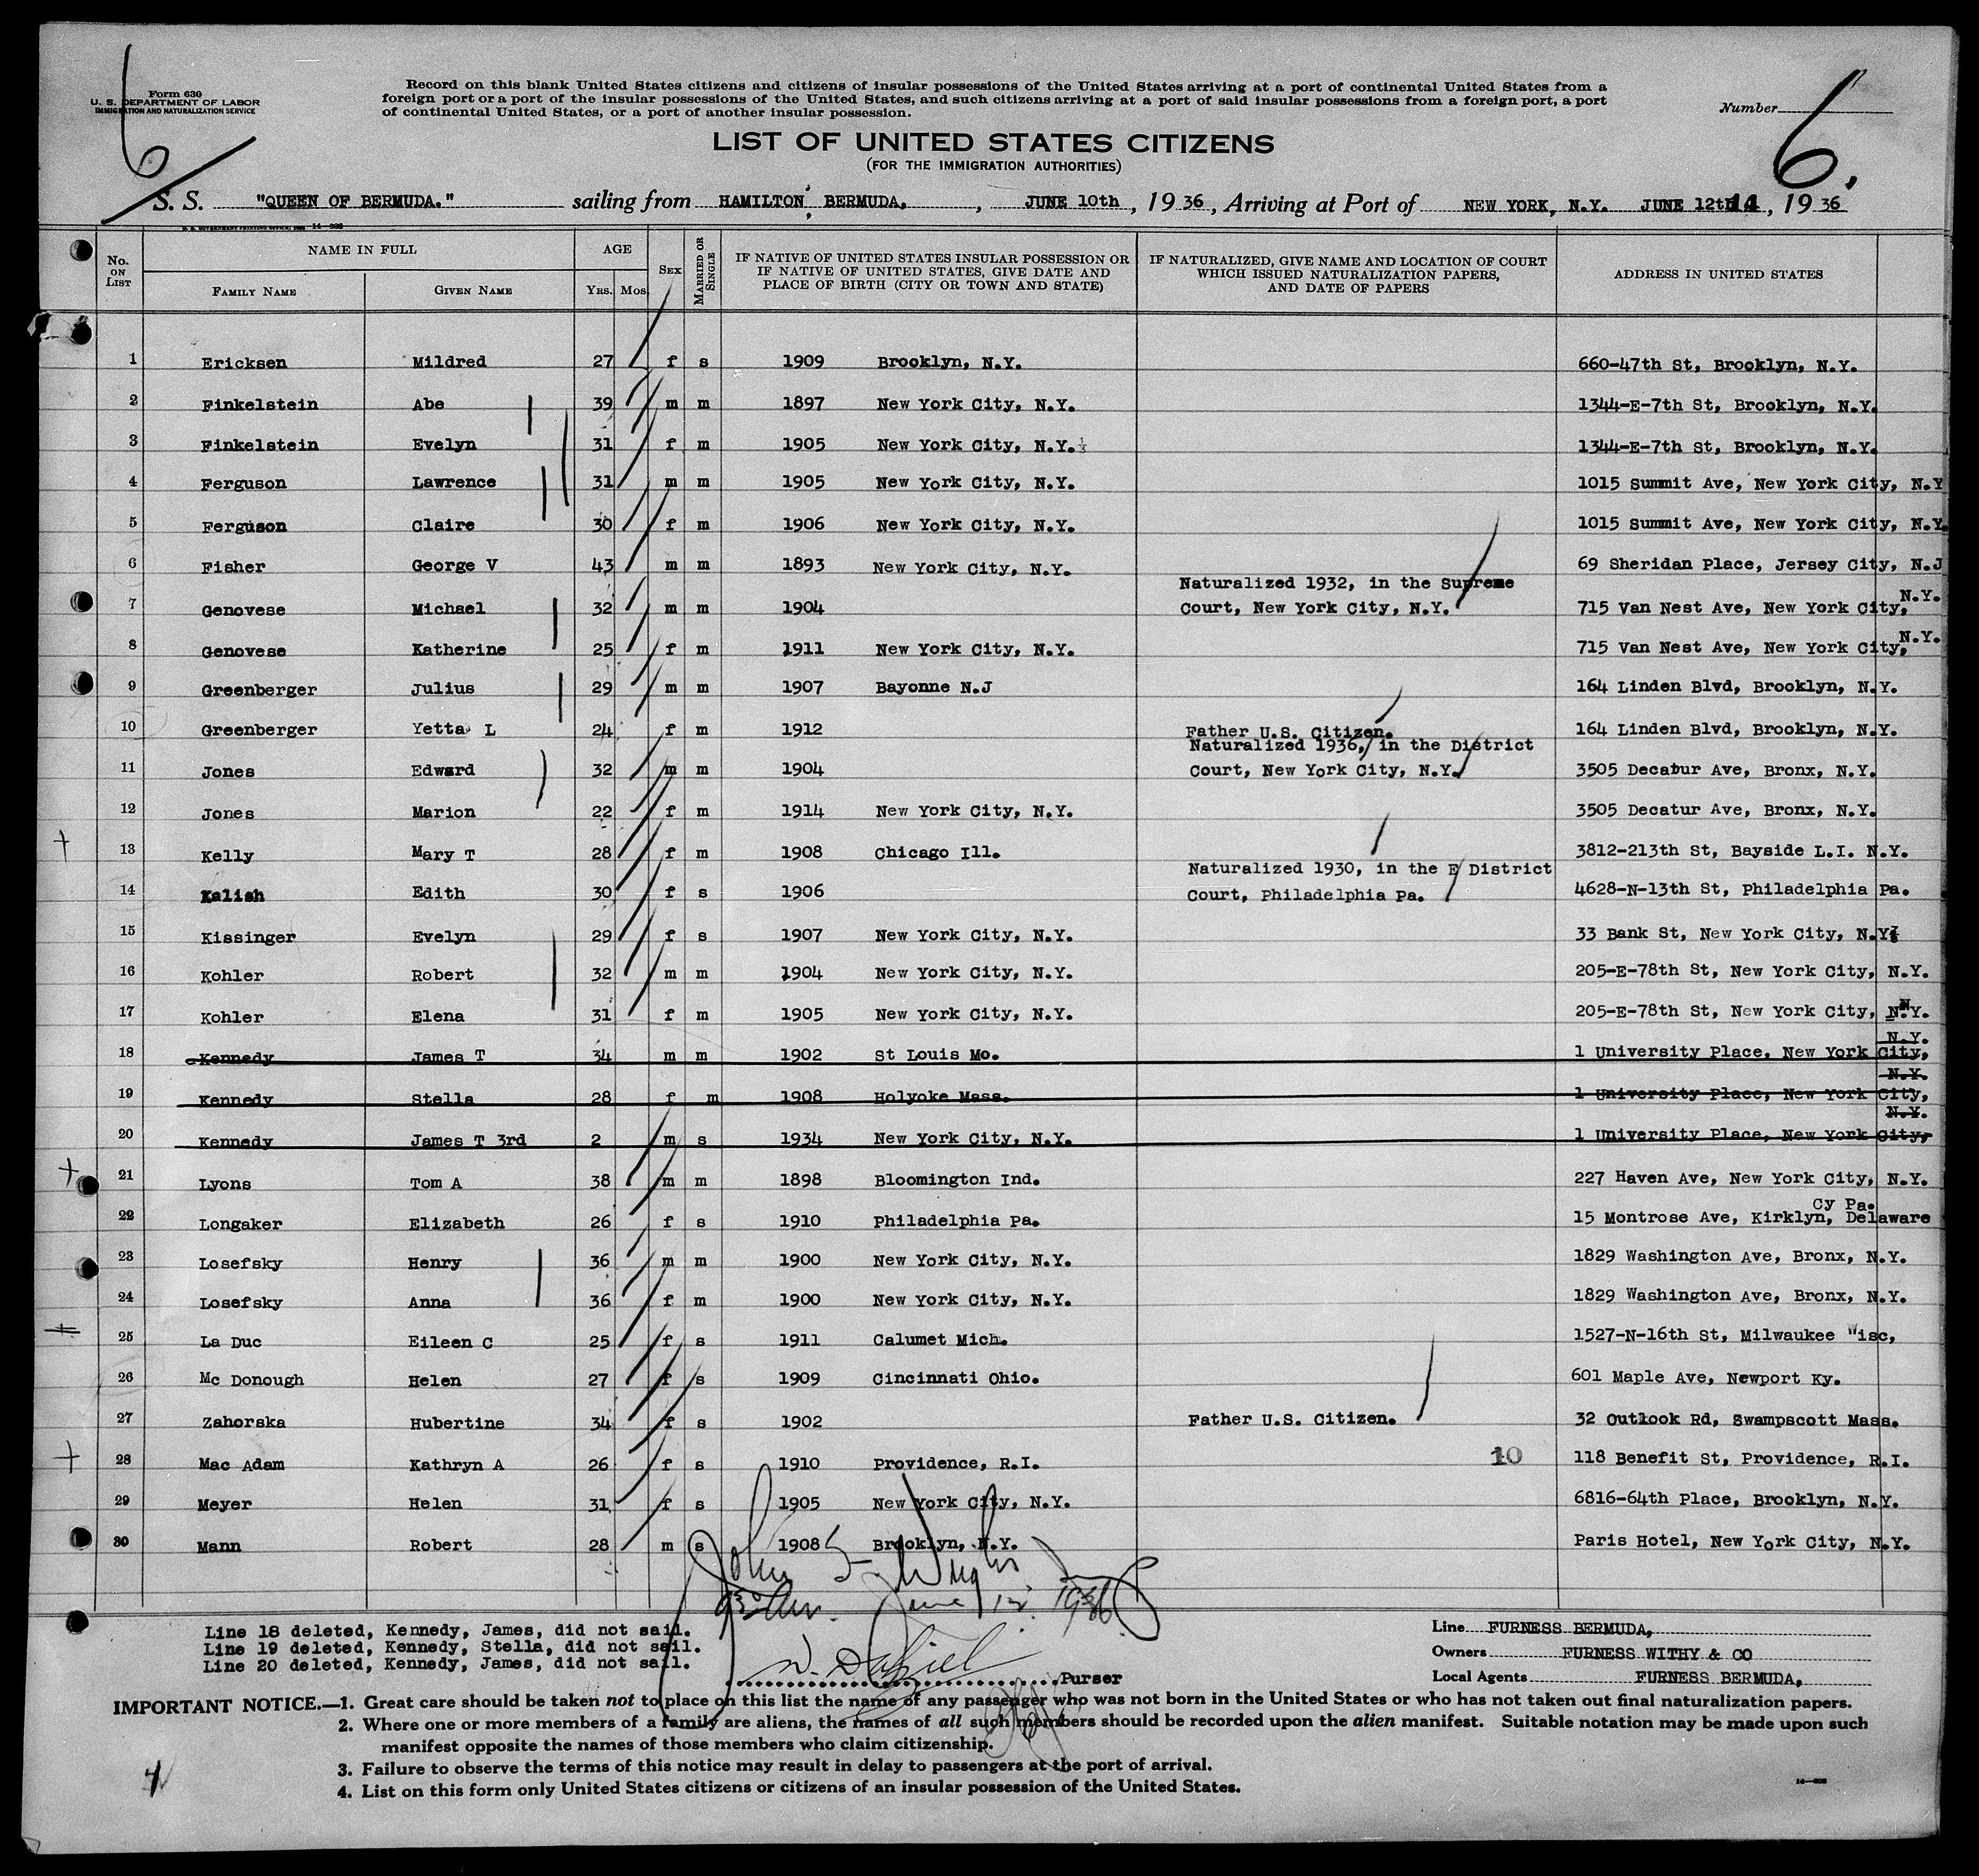 Form 630
U. S. DEPARTMENT OF LABOR
IMMIGRATION AND NATURALIZATION SERVICE
Record on this blank United States citizens and citizens of insular possessions of the United States arriving at a port of continental United States from a
foreign port or a port of the insular possessions of the United States, and such citizens arriving at a port of said insular possessions from a foreign port, a port
of continental United States, or a port of another insular possession.
Number 6.
6
LIST OF UNITED STATES CITIZENS
(FOR THE IMMIGRATION AUTHORITIES)
S. S. "QUEEN OF BERMUDA." sailing from HAMILTON, BERMUDA, , JUNE 10th, 19 36, Arriving at Port of NEW YORK, N.Y. JUNE 12th, 19 36
No. ON LIST NAME IN FULL FAMILY NAME GIVEN NAME AGE YRS. MOS. SEX MARRIED OR SINGLE IF NATIVE OF UNITED STATES INSULAR POSSESSION OR IF NATIVE OF UNITED STATES, GIVE DATE AND PLACE OF BIRTH (CITY OR TOWN AND STATE) IF NATURALIZED, GIVE NAME AND LOCATION OF COURT WHICH ISSUED NATURALIZATION PAPERS, AND DATE OF PAPERS ADDRESS IN UNITED STATES
1 Ericksen Mildred 27 f s 1909 Brooklyn, N.Y. 660-47th St, Brooklyn, N.Y.
2 Finkelstein Abe 39 m m 1897 New York City, N.Y. 1344-E-7th St, Brooklyn, N.Y.
3 Finkelstein Evelyn 31 f m 1905 New York City, N.Y. 1344-E-7th St, Brooklyn, N.Y.
4 Ferguson Lawrence 31 m m 1905 New York City, N.Y. 1015 Summit Ave, New York City, N.Y
5 Ferguson Claire 30 f m 1906 New York City, N.Y. 1015 Summit Ave, New York City, N.Y.
6 Fisher George V 43 m m 1893 New York City, N.Y. 69 Sheridan Place, Jersey City, N.J
7 Genovese Michael 32 m m 1904 Naturalized 1932, in the Supreme Court, New York City, N.Y. 715 Van Nest Ave, New York City, N.Y.
8 Genovese Katherine 25 f m 1911 New York City, N.Y. 715 Van Nest Ave, New York City, N.Y.
9 Greenberger Julius 29 m m 1907 Bayonne N.J 164 Linden Blvd, Brooklyn, N.Y.
10 Greenberger Yetta L 24 f m 1912 Father U.S. Citizen. 164 Linden Blvd, Brooklyn, N.Y.
11 Jones Edward 32 m m 1904 Naturalized 1936, in the District Court, New York City, N.Y. 3505 Decatur Ave, Bronx, N.Y.
12 Jones Marion 22 f m 1914 New York City, N.Y. 3505 Decatur Ave, Bronx, N.Y.
13 Kelly Mary T 28 f m 1908 Chicago Ill. 3812-213th St, Bayside L.I. N.Y.
14 Kalish Edith 30 f s 1906 Naturalized 1930, in the E District Court, Philadelphia Pa. 4628-N-13th St, Philadelphia Pa.
15 Kissinger Evelyn 29 f s 1907 New York City, N.Y. 33 Bank St, New York City, N.Y.
16 Kohler Robert 32 m m 1904 New York City, N.Y. 205-E-78th St, New York City, N.Y.
17 Kohler Elena 31 f m 1905 New York City, N.Y. 205-E-78th St, New York City, N.Y.
18 Kennedy James T 34 m m 1902 St Louis Mo. 1 University Place, New York City, N.Y.
19 Kennedy Stella 28 f m 1908 Holyoke Mass. 1 University Place, New York City, N.Y.
20 Kennedy James T 3rd 2 m s 1934 New York City, N.Y. 1 University Place, New York City, N.Y.
21 Lyons Tom A 38 m m 1898 Bloomington Ind. 227 Haven Ave, New York City, N.Y.
22 Longaker Elizabeth 26 f s 1910 Philadelphia Pa. 15 Montrose Ave, Kirklyn, Delaware Cy Pa.
23 Losefsky Henry 36 m m 1900 New York City, N.Y. 1829 Washington Ave, Bronx, N.Y.
24 Losefsky Anna 36 f m 1900 New York City, N.Y. 1829 Washington Ave, Bronx, N.Y.
25 La Duc Eileen C 25 f s 1911 Calumet Mich. 1527-N-16th St, Milwaukee "isc,
26 Mc Donough Helen 27 f s 1909 Cincinnati Ohio. 601 Maple Ave, Newport Ky.
27 Zahorska Hubertine 34 f s 1902 Father U.S. Citizen. 32 Outlook Rd, Swampscott Mass.
28 Mac Adam Kathryn A 26 f s 1910 Providence, R.I. 10 118 Benefit St, Providence, R.I.
29 Meyer Helen 31 f s 1905 New York City, N.Y. 6816-64th Place, Brooklyn, N.Y.
30 Mann Robert 28 m s 1908 Brooklyn, N.Y. Paris Hotel, New York City, N.Y.
June 12. 1936
Line 18 deleted, Kennedy, James, did not sail.
Line 19 deleted, Kennedy, Stella, did not sail.
Line 20 deleted, Kennedy, James, did not sail.
Purser
Line FURNESS BERMUDA,
Owners FURNESS WITHY & CO
Local Agents FURNESS BERMUDA,
IMPORTANT NOTICE.—1. Great care should be taken not to place on this list the name of any passenger who was not born in the United States or who has not taken out final naturalization papers.
2. Where one or more members of a family are aliens, the names of all such members should be recorded upon the alien manifest. Suitable notation may be made upon such
manifest opposite the names of those members who claim citizenship.
3. Failure to observe the terms of this notice may result in delay to passengers at the port of arrival.
4. List on this form only United States citizens or citizens of an insular possession of the United States.